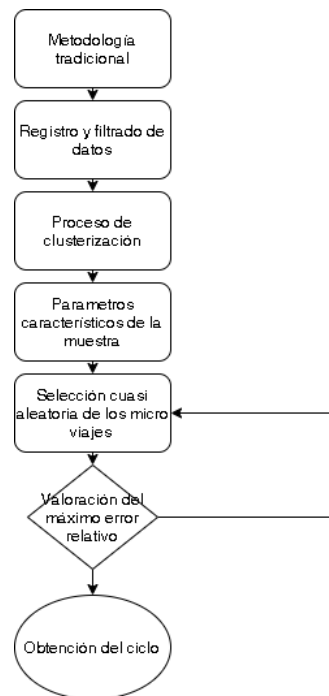 Metodología
tradicional
Registro y filtrado de
datos
Proceso de
clusterización
Parametros
característicos de la
muestra
Selección cuasi
aleatoria de los micro
viajes
Valoración del
máximo error
relativo
Obtención del ciclo